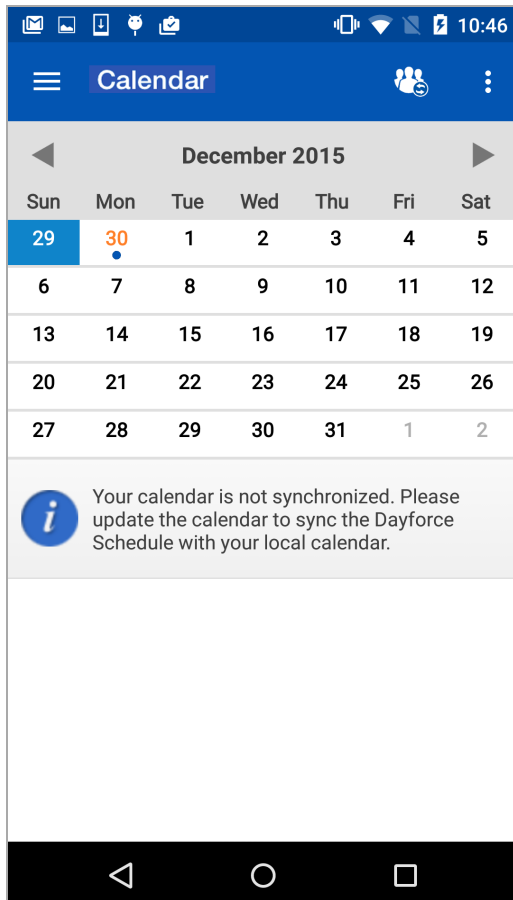 10:46
Calendar
December 2015
Sun Mon Tue Wed Thu Fri Sat
29 30 1 2 3 4 5
6 7 8 9 10 11 12
13 14 15 16 17 18 19
20 21 22 23 24 25 26
27 28 29 30 31 1 2
i
Your calendar is not synchronized. Please
update the calendar to sync the Dayforce
Schedule with your local calendar.